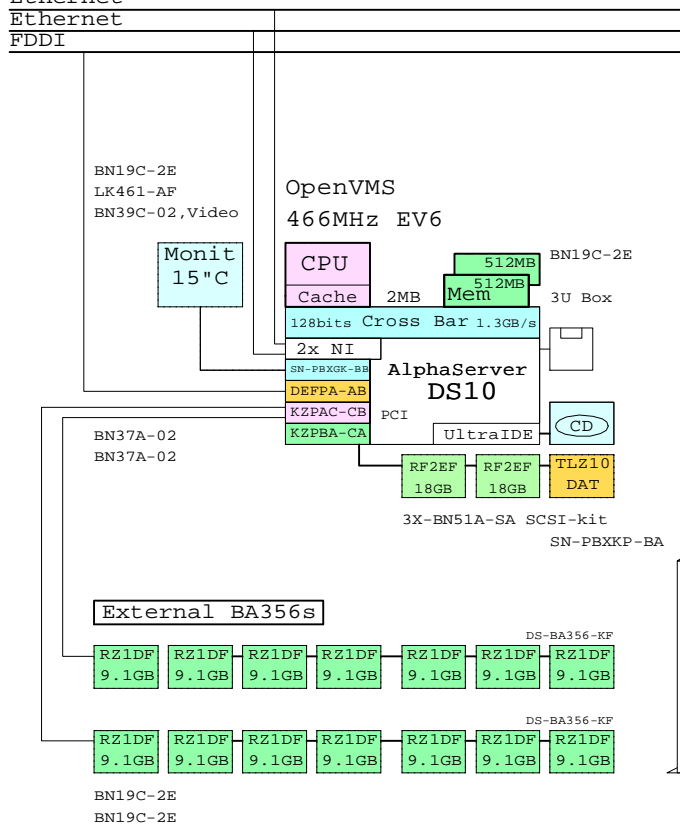 Ethernet
Ethernet
FDDI
BN19C-2E
LK461-AF
BN39C-02,Video
OpenVMS
466MHz EV6
Monit
15"C
CPU
Cache
2MB
512MB
512MB
Mem
BN19C-2E
3U Box
128bits Cross Bar 1.3GB/s
2x NI
SN-PBXGK-BB
DEFPA-AB
KZPAC-CB
KZPBA-CA
PCI
AlphaServer
DS10
UltraIDE
CD
BN37A-02
BN37A-02
RF2EF
18GB
RF2EF
18GB
TLZ10
DAT
3X-BN51A-SA SCSI-kit
SN-PBXKP-BA
External BA356s
DS-BA356-KF
RZ1DF RZ1DF RZ1DF RZ1DF RZ1DF RZ1DF RZ1DF
9.1GB 9.1GB 9.1GB 9.1GB 9.1GB 9.1GB 9.1GB
DS-BA356-KF
RZ1DF RZ1DF RZ1DF RZ1DF RZ1DF RZ1DF RZ1DF
9.1GB 9.1GB 9.1GB 9.1GB 9.1GB 9.1GB 9.1GB
BN19C-2E
BN19C-2E